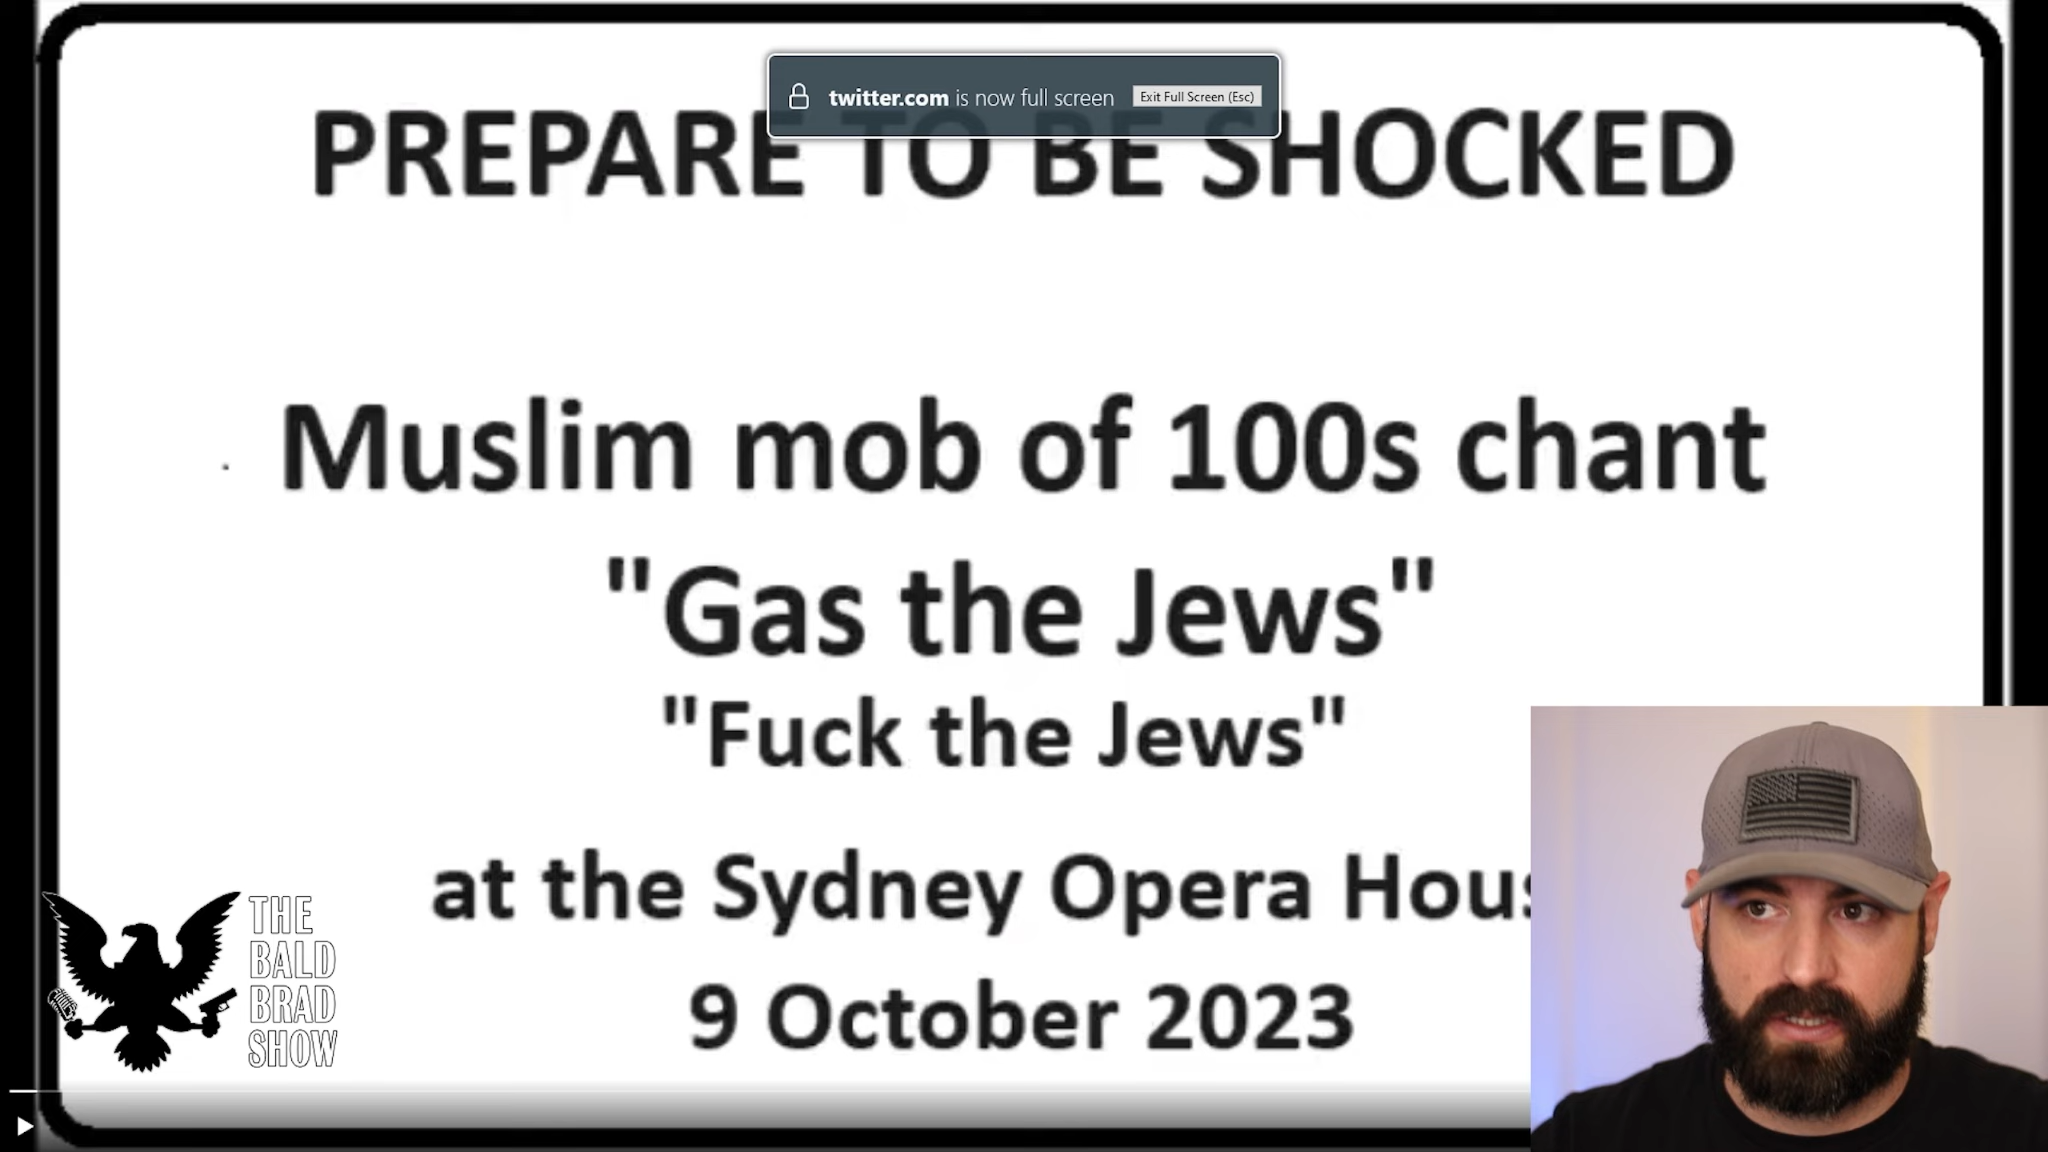 twitter.com is now full screen Exit Full Screen (Esc)
PREPARE TO BE SHOCKED
Muslim mob of 100s chant
"Gas the Jews"
"Fuck the Jews"
at the Sydney Opera
9 October 2023
THE
BALD
BRAD
SHOW